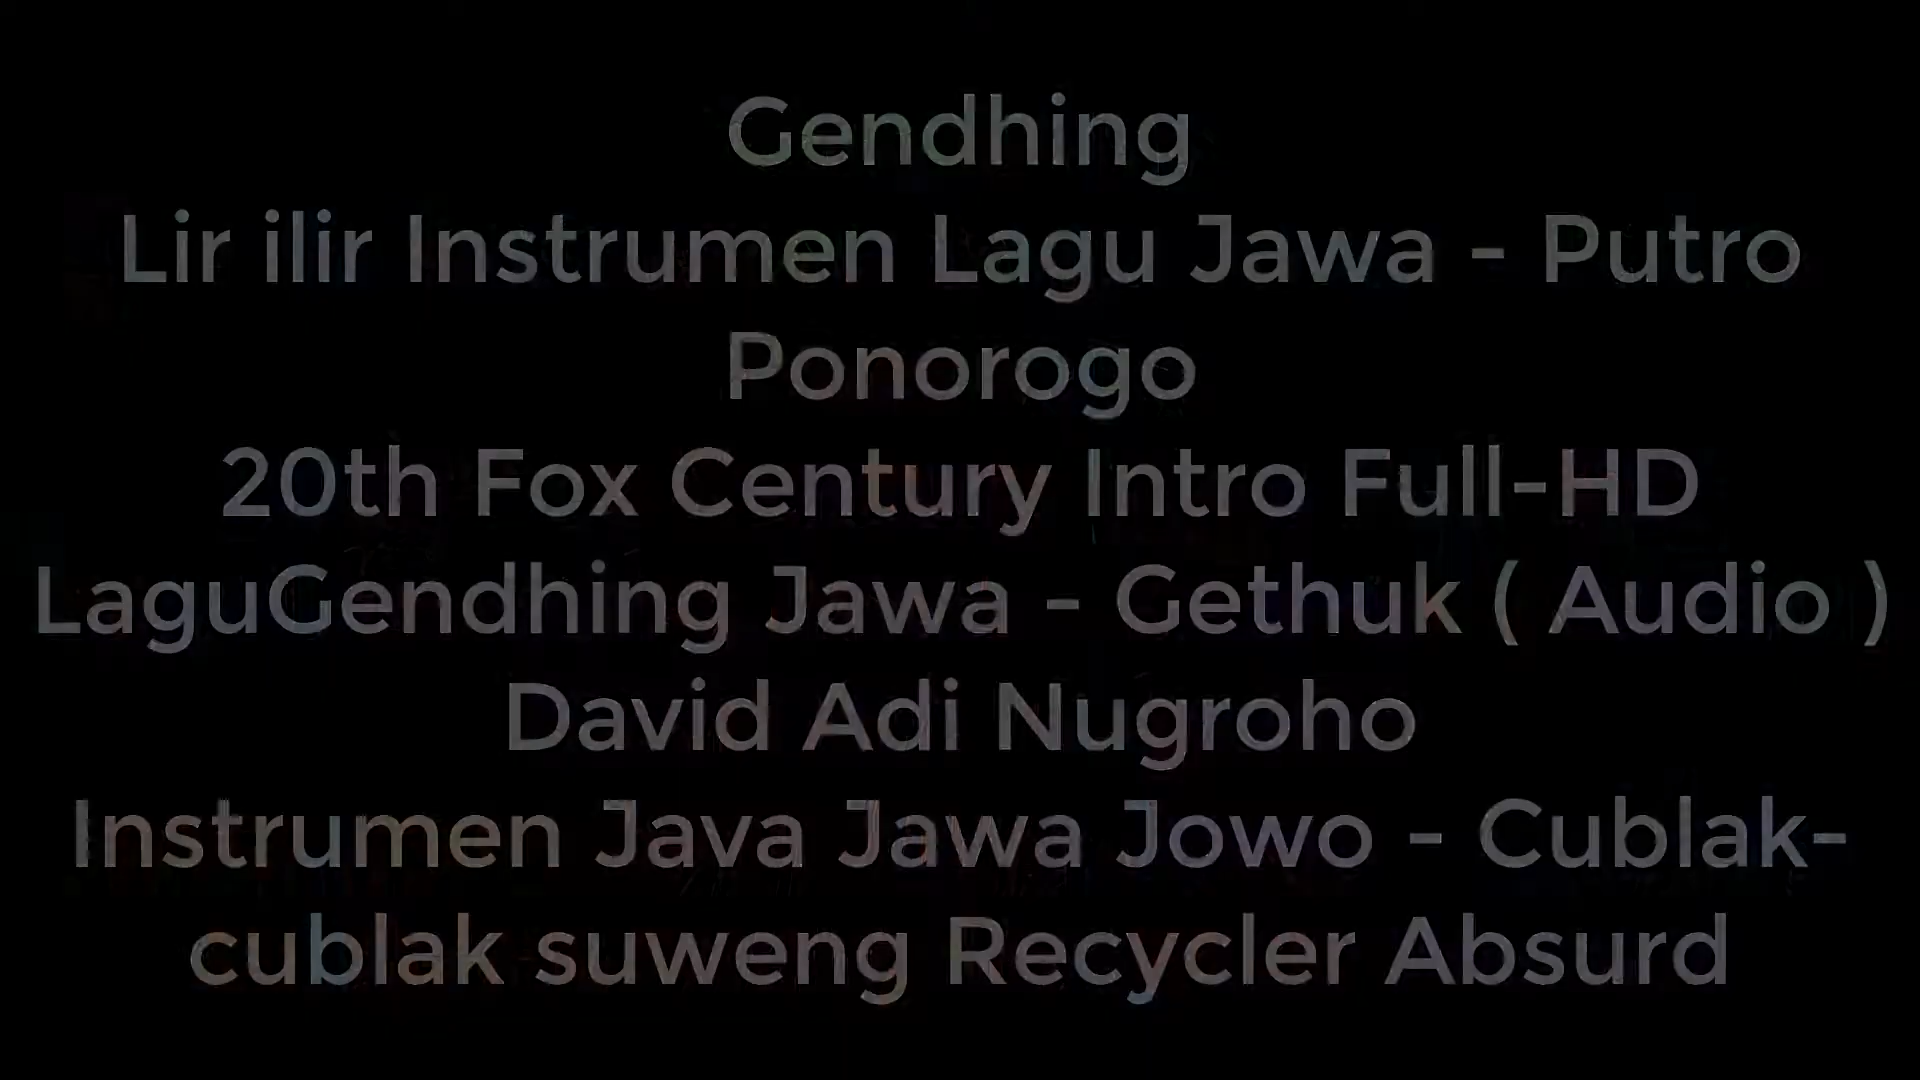 Gendhing
Lir ilir Instrumen Lagu Jawa - Putro
Ponorogo
20th Fox Century Intro Full-HD
LaguGendhing Jawa - Gethuk ( Audio )
David Adi Nugroho
Instrumen Java Jawa Jowo - Cublak-
cublak suweng Recycler Absurd